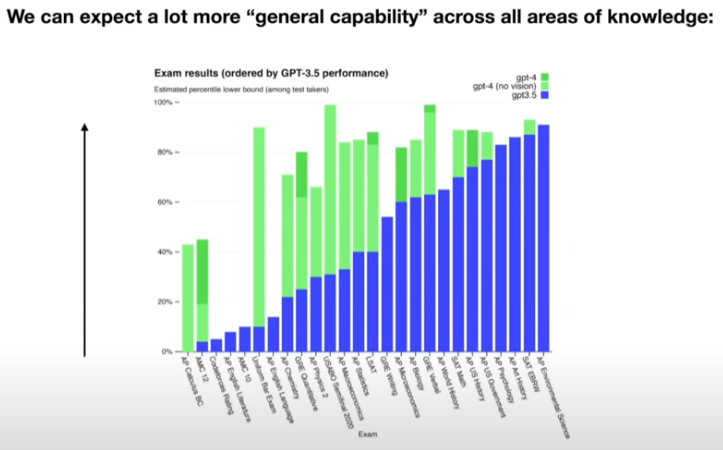 We can expect a lot more “general capability” across all areas of knowledge:
Exam results (ordered by GPT-3.5 performance)
Estimated percentile lower bound (among test takers)
gpt-4
gpt-4 (no vision)
gpt3.5
100% –
80% –
60% –
40% –
20% –
0% –
AP Calculus BC
AMC 12
Codeforces Rating
AP English Literature
AMC 10
Uniform Bar Exam
AP English Language
AP Chemistry
GRE Quantitative
AP Physics 2
USABO Semifinal 2020
AP Macroeconomics
AP Statistics
LSAT
GRE Writing
AP Microeconomics
AP Biology
GRE Verbal
AP World History
SAT Math
AP US History
AP US Government
AP Psychology
AP Art History
SAT EBRW
AP Environmental Science
Exam